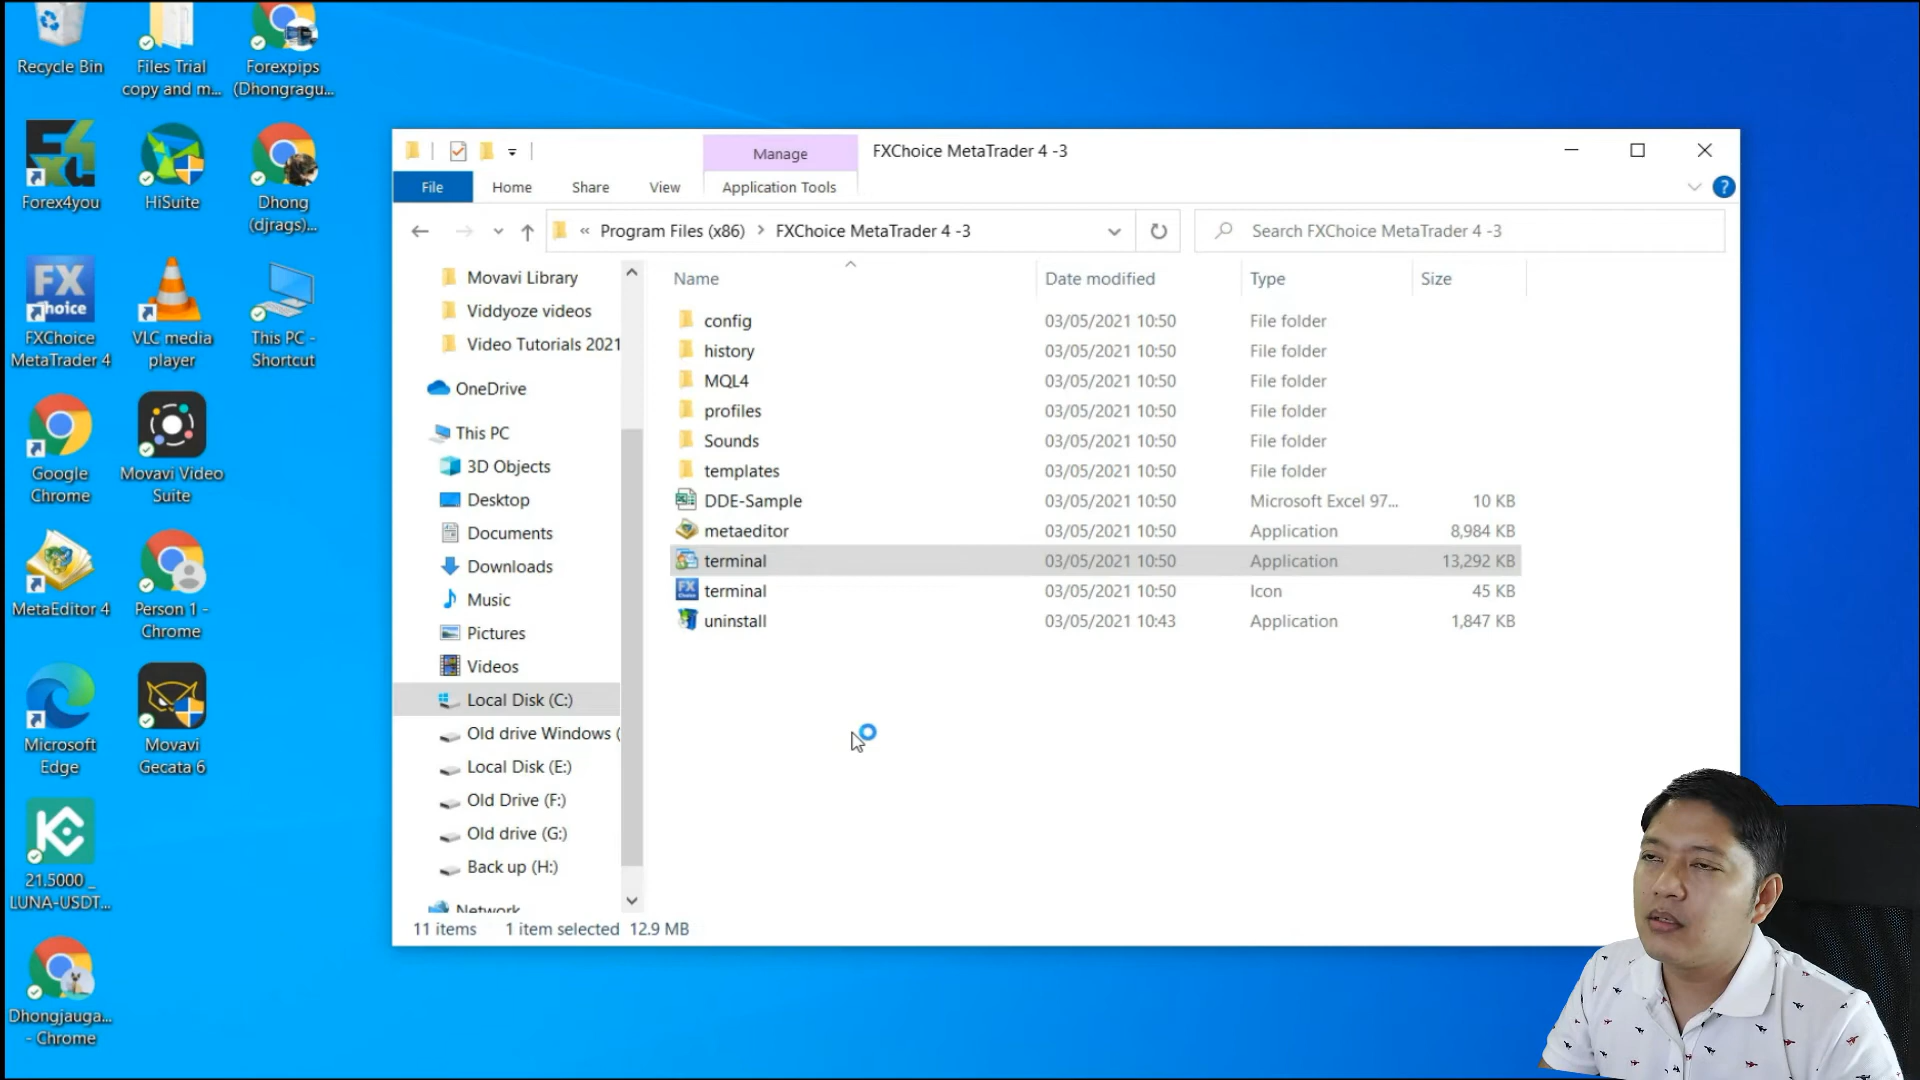 Recycle Bin
Files Trial
copy and m...
Forexpips
(Dhongragu...
Forex4you
HiSuite
Dhong
(djrags)...
FX
Choice
FXChoice
MetaTrader 4
VLC media
player
This PC -
Shortcut
Google
Chrome
Movavi Video
Suite
MetaEditor 4
Person 1 -
Chrome
Microsoft
Edge
Movavi
Gecata 6
21.5000 _
LUNA-USDT...
Dhongjauga...
- Chrome
Manage
FXChoice MetaTrader 4 -3
File
Home
Share
View
Application Tools
?
« Program Files (x86) > FXChoice MetaTrader 4 -3
Search FXChoice MetaTrader 4 -3
Movavi Library
Viddyoze videos
Video Tutorials 2021
OneDrive
This PC
3D Objects
Desktop
Documents
Downloads
Music
Pictures
Videos
Local Disk (C:)
Old drive Windows (
Local Disk (E:)
Old Drive (F:)
Old drive (G:)
Back up (H:)
Network
Name Date modified Type Size
config 03/05/2021 10:50 File folder
history 03/05/2021 10:50 File folder
MQL4 03/05/2021 10:50 File folder
profiles 03/05/2021 10:50 File folder
Sounds 03/05/2021 10:50 File folder
templates 03/05/2021 10:50 File folder
DDE-Sample 03/05/2021 10:50 Microsoft Excel 97... 10 KB
metaeditor 03/05/2021 10:50 Application 8,984 KB
terminal 03/05/2021 10:50 Application 13,292 KB
terminal 03/05/2021 10:50 Icon 45 KB
uninstall 03/05/2021 10:43 Application 1,847 KB
11 items 1 item selected 12.9 MB